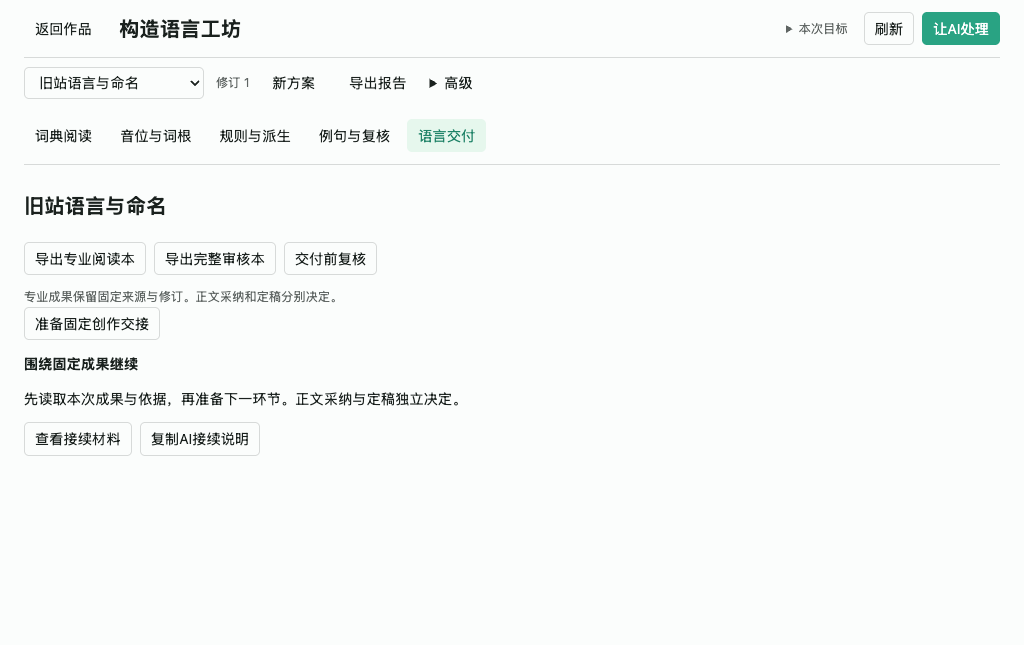 返回作品 构造语言工坊 本次目标 刷新 让AI处理
旧站语言与命名 修订 1 新方案 导出报告 高级
词典阅读 音位与词根 规则与派生 例句与复核 语言交付
旧站语言与命名
导出专业阅读本 导出完整审核本 交付前复核
专业成果保留固定来源与修订。正文采纳和定稿分别决定。
准备固定创作交接
围绕固定成果继续
先读取本次成果与依据，再准备下一环节。正文采纳与定稿独立决定。
查看接续材料 复制AI接续说明